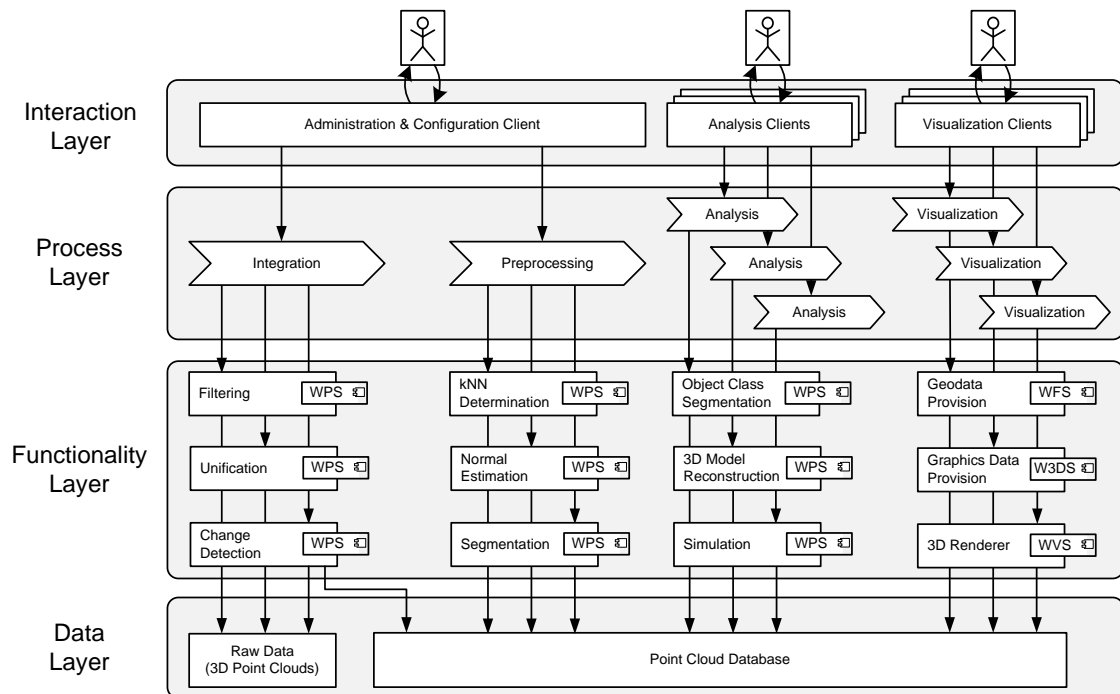 Interaction
Layer
Administration & Configuration Client
Analysis Clients
Visualization Clients
Process
Layer
Integration
Preprocessing
Analysis
Analysis
Analysis
Visualization
Visualization
Visualization
Functionality
Layer
Filtering
WPS
kNN
Determination
WPS
Object Class
Segmentation
WPS
Geodata
Provision
WFS
Unification
WPS
Normal
Estimation
WPS
3D Model
Reconstruction
WPS
Graphics Data
Provision
W3DS
Change
Detection
WPS
Segmentation
WPS
Simulation
WPS
3D Renderer
WVS
Data
Layer
Raw Data
(3D Point Clouds)
Point Cloud Database